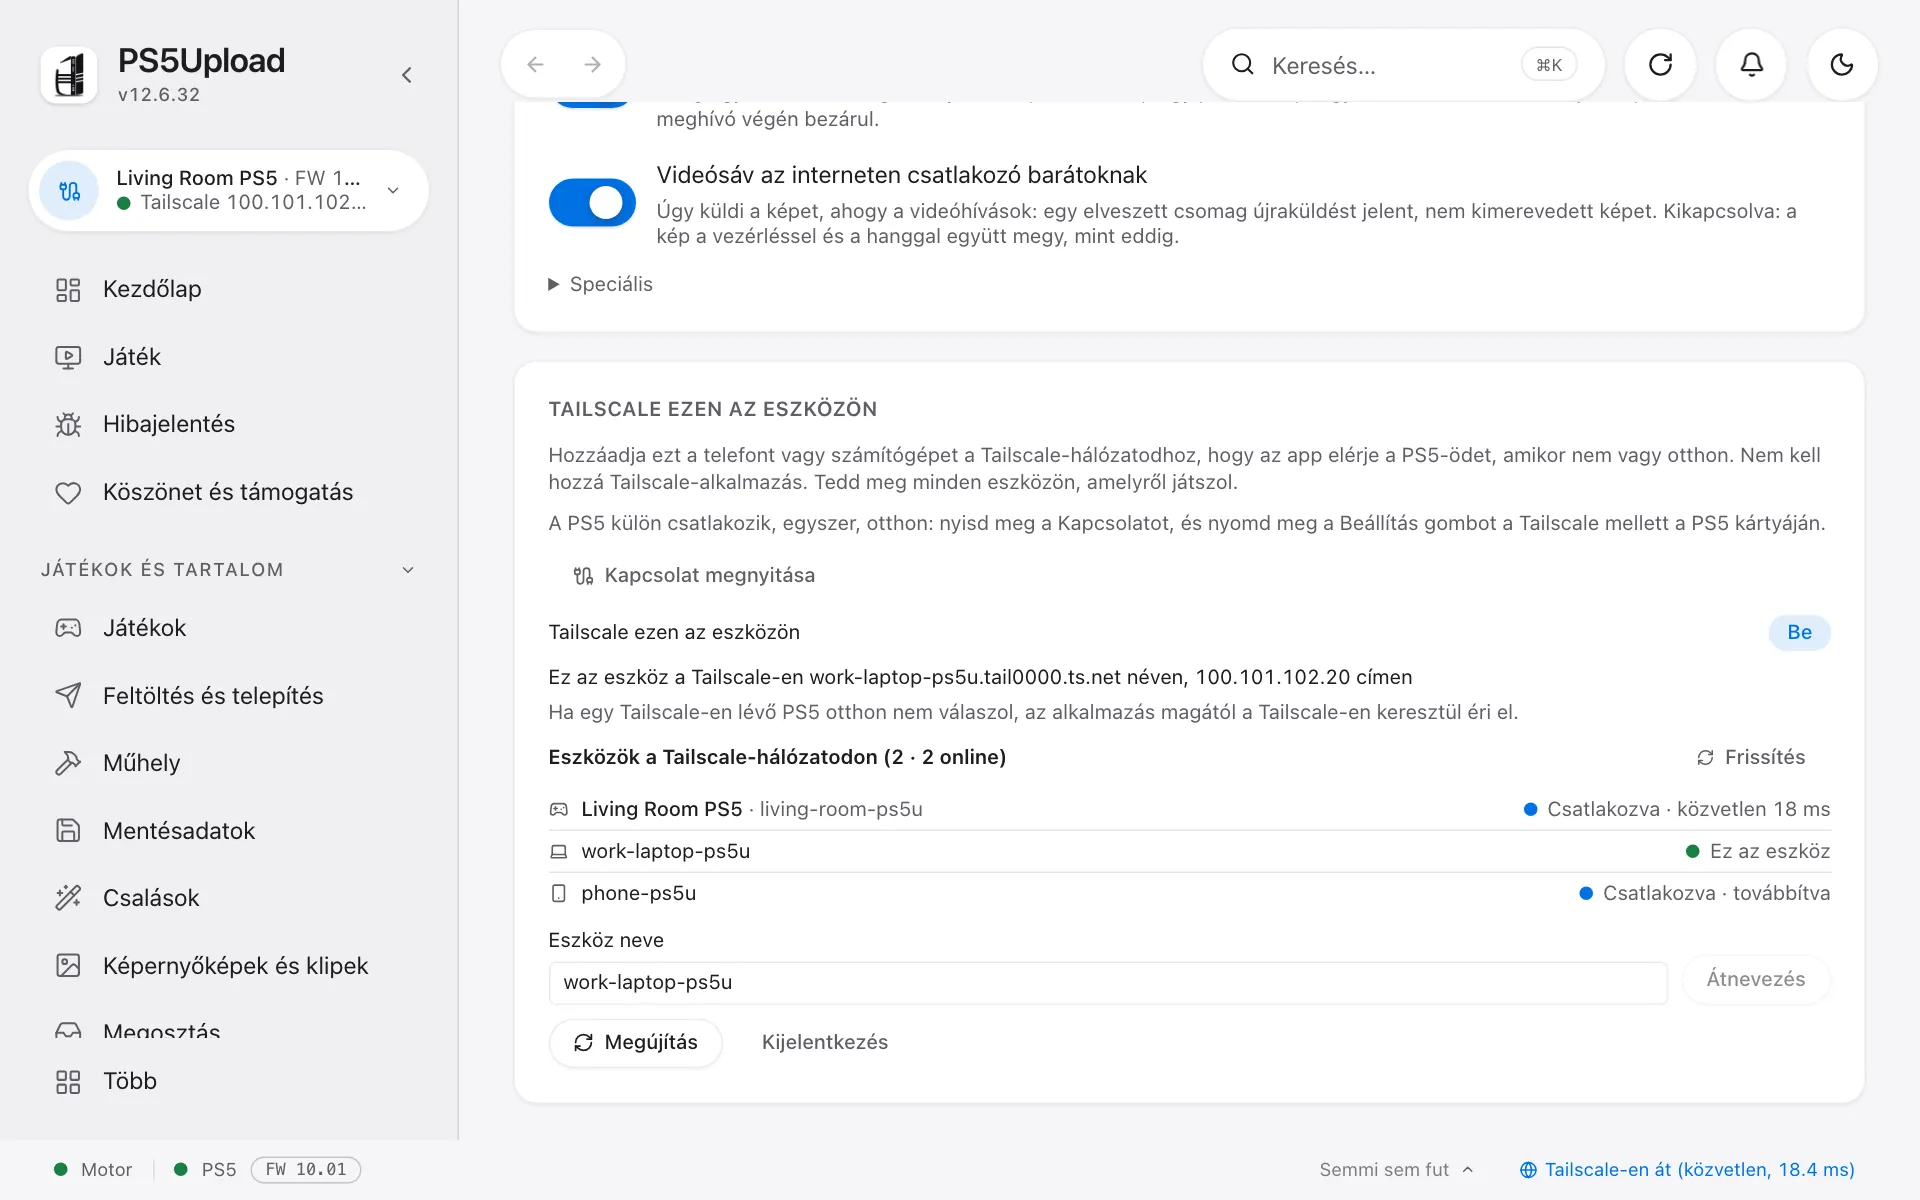 PS5Upload
v12.6.32
Living Room PS5 · FW 1...
Tailscale 100.101.102...
Kezdőlap
Játék
Hibajelentés
Köszönet és támogatás
JÁTÉKOK ÉS TARTALOM
Játékok
Feltöltés és telepítés
Műhely
Mentésadatok
Csalások
Képernyőképek és klipek
Megosztás
Több
Keresés...
⌘K
meghívó végén bezárul.
Videósáv az interneten csatlakozó barátoknak
Úgy küldi a képet, ahogy a videóhívások: egy elveszett csomag újraküldést jelent, nem kimerevedett képet. Kikapcsolva: a
kép a vezérléssel és a hanggal együtt megy, mint eddig.
Speciális
TAILSCALE EZEN AZ ESZKÖZÖN
Hozzáadja ezt a telefont vagy számítógépet a Tailscale-hálózatodhoz, hogy az app elérje a PS5-ödet, amikor nem vagy otthon. Nem kell
hozzá Tailscale-alkalmazás. Tedd meg minden eszközön, amelyről játszol.
A PS5 külön csatlakozik, egyszer, otthon: nyisd meg a Kapcsolatot, és nyomd meg a Beállítás gombot a Tailscale mellett a PS5 kártyáján.
Kapcsolat megnyitása
Tailscale ezen az eszközön
Be
Ez az eszköz a Tailscale-en work-laptop-ps5u.tail0000.ts.net néven, 100.101.102.20 címen
Ha egy Tailscale-en lévő PS5 otthon nem válaszol, az alkalmazás magától a Tailscale-en keresztül éri el.
Eszközök a Tailscale-hálózatodon (2 · 2 online)
Frissítés
Living Room PS5 · living-room-ps5u
Csatlakozva · közvetlen 18 ms
work-laptop-ps5u
Ez az eszköz
phone-ps5u
Csatlakozva · továbbítva
Eszköz neve
work-laptop-ps5u
Átnevezés
Megújítás
Kijelentkezés
Motor
PS5
FW 10.01
Semmi sem fut
Tailscale-en át (közvetlen, 18.4 ms)